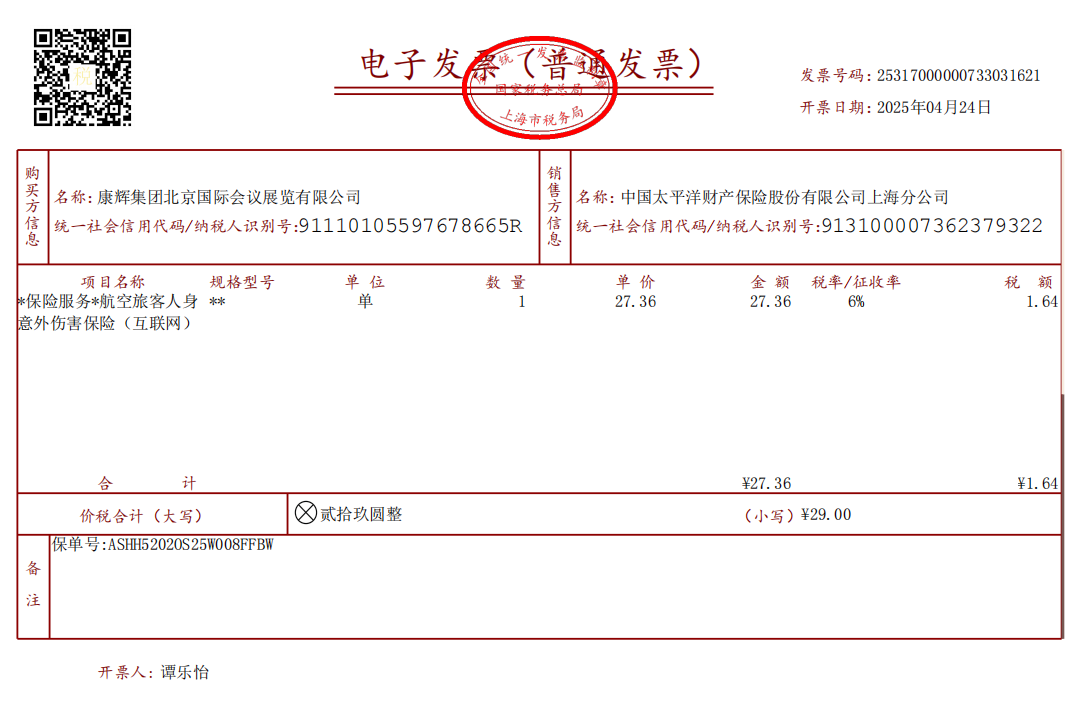 电子发票（普通发票）
国家税务总局
上海市税务局
发票号码：25317000000733031621
开票日期：2025年04月24日
购买方信息
名称：康辉集团北京国际会议展览有限公司
统一社会信用代码/纳税人识别号:91110105597678665R
销售方信息
名称：中国太平洋财产保险股份有限公司上海分公司
统一社会信用代码/纳税人识别号:913100007362379322
项目名称 规格型号 单位 数量 单价 金额 税率/征收率 税额
*保险服务*航空旅客人身 ** 单 1 27.36 27.36 6% 1.64
意外伤害保险（互联网）
合计 ¥27.36 ¥1.64
价税合计（大写） 贰拾玖圆整 （小写）¥29.00
备注
保单号:ASHH52020S25W008FFBW
开票人：谭乐怡